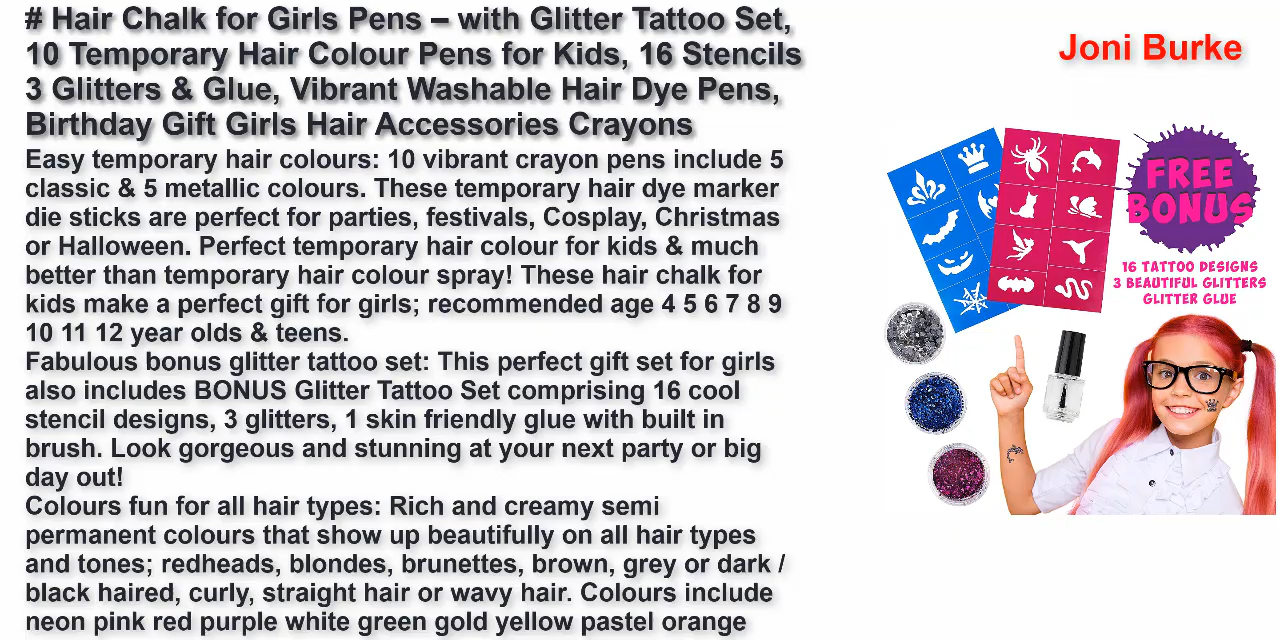 # Hair Chalk for Girls Pens – with Glitter Tattoo Set,
10 Temporary Hair Colour Pens for Kids, 16 Stencils
3 Glitters & Glue, Vibrant Washable Hair Dye Pens,
Birthday Gift Girls Hair Accessories Crayons
Easy temporary hair colours: 10 vibrant crayon pens include 5
classic & 5 metallic colours. These temporary hair dye marker
die sticks are perfect for parties, festivals, Cosplay, Christmas
or Halloween. Perfect temporary hair colour for kids & much
better than temporary hair colour spray! These hair chalk for
kids make a perfect gift for girls; recommended age 4 5 6 7 8 9
10 11 12 year olds & teens.
Fabulous bonus glitter tattoo set: This perfect gift set for girls
also includes BONUS Glitter Tattoo Set comprising 16 cool
stencil designs, 3 glitters, 1 skin friendly glue with built in
brush. Look gorgeous and stunning at your next party or big
day out!
Colours fun for all hair types: Rich and creamy semi
permanent colours that show up beautifully on all hair types
and tones; redheads, blondes, brunettes, brown, grey or dark /
black haired, curly, straight hair or wavy hair. Colours include
neon pink red purple white green gold yellow pastel orange
Joni Burke
FREE
BONUS
16 TATTOO DESIGNS
3 BEAUTIFUL GLITTERS
GLITTER GLUE